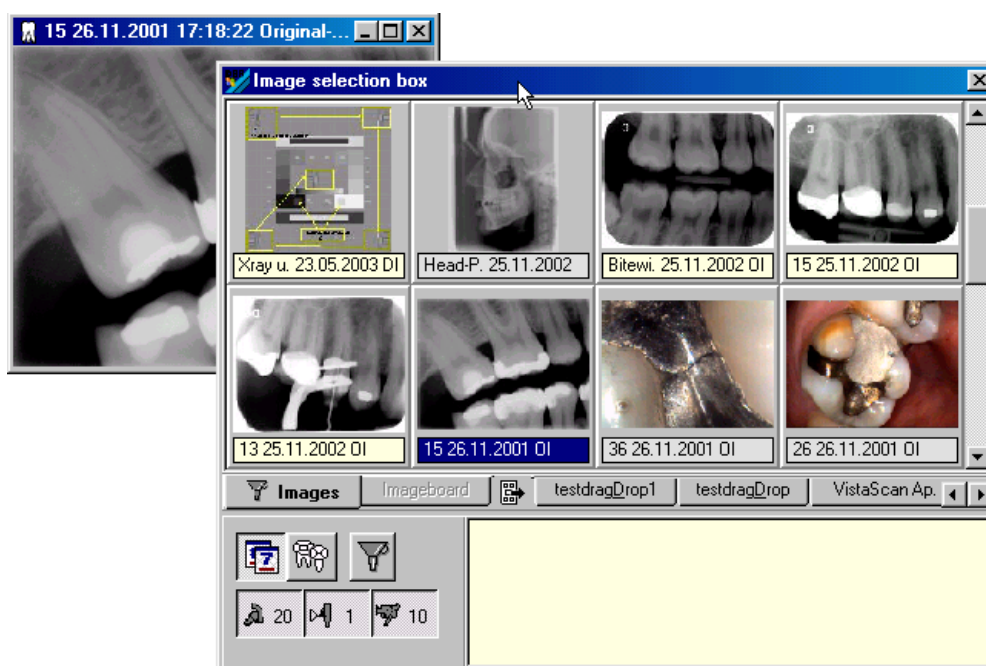 15 26.11.2001 17:18:22 Original-...
Image selection box
Xray u. 23.05.2003 DI
Head-P. 25.11.2002
Bitewi. 25.11.2002 OI
15 25.11.2002 OI
13 25.11.2002 OI
15 26.11.2001 OI
36 26.11.2001 OI
26 26.11.2001 OI
Images
Imageboard
testdragDrop1
testdragDrop
VistaScan Ap.
7
20
1
10